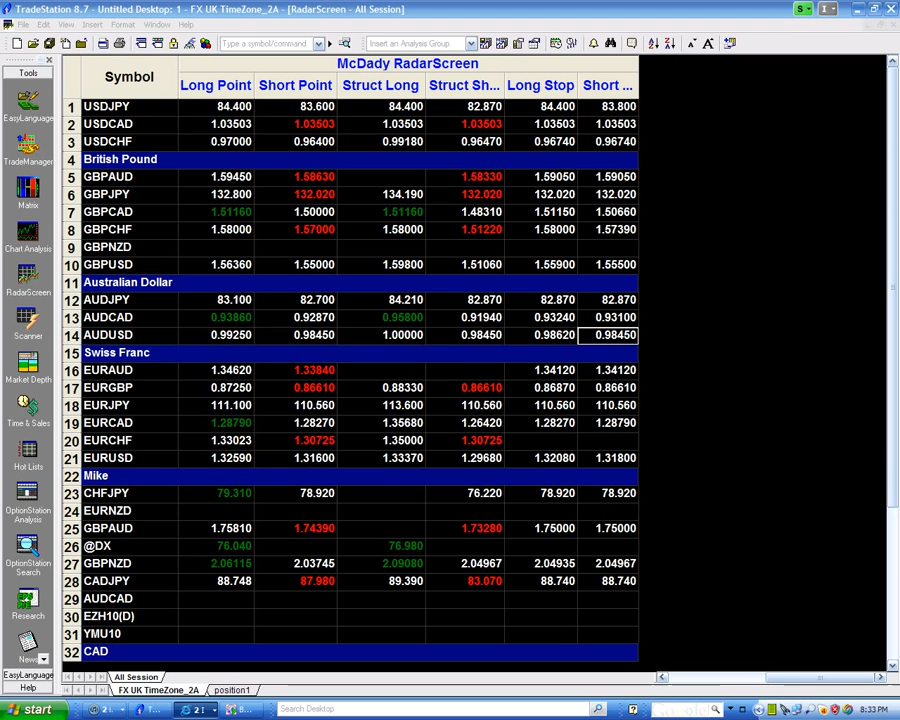 TradeStation 8.7 - Untitled Desktop: 1 - FX UK TimeZone_2A - [RadarScreen - All Session]
File Edit View Insert Format Window Help
Type a symbol/command
Insert an Analysis Group
Tools
EasyLanguage
TradeManager
Matrix
Chart Analysis
RadarScreen
Scanner
Market Depth
Time & Sales
Hot Lists
OptionStation Analysis
OptionStation Search
Research
News
EasyLanguage
Help
McDady RadarScreen
Symbol Long Point Short Point Struct Long Struct Sh... Long Stop Short ...
1 USDJPY 84.400 83.600 84.400 82.870 84.400 83.800
2 USDCAD 1.03503 1.03503 1.03503 1.03503 1.03503 1.03503
3 USDCHF 0.97000 0.96400 0.99180 0.96470 0.96740 0.96740
4 British Pound
5 GBPAUD 1.59450 1.58630 1.58330 1.59050 1.59050
6 GBPJPY 132.800 132.020 134.190 132.020 132.020 132.020
7 GBPCAD 1.51160 1.50000 1.51160 1.48310 1.51150 1.50660
8 GBPCHF 1.58000 1.57000 1.58000 1.51220 1.58000 1.57390
9 GBPNZD
10 GBPUSD 1.56360 1.55000 1.59800 1.51060 1.55900 1.55500
11 Australian Dollar
12 AUDJPY 83.100 82.700 84.210 82.870 82.870 82.870
13 AUDCAD 0.93860 0.92870 0.95800 0.91940 0.93240 0.93100
14 AUDUSD 0.99250 0.98450 1.00000 0.98450 0.98620 0.98450
15 Swiss Franc
16 EURAUD 1.34620 1.33840 1.34120 1.34120
17 EURGBP 0.87250 0.86610 0.88330 0.86610 0.86870 0.86610
18 EURJPY 111.100 110.560 113.600 110.560 110.560 110.560
19 EURCAD 1.28790 1.28270 1.35680 1.26420 1.28270 1.28790
20 EURCHF 1.33023 1.30725 1.35000 1.30725
21 EURUSD 1.32590 1.31600 1.33370 1.29680 1.32080 1.31800
22 Mike
23 CHFJPY 79.310 78.920 76.220 78.920 78.920
24 EURNZD
25 GBPAUD 1.75810 1.74390 1.73280 1.75000 1.75000
26 @DX 76.040 76.980
27 GBPNZD 2.06115 2.03745 2.09080 2.04967 2.04935 2.04967
28 CADJPY 88.748 87.980 89.390 83.070 88.740 88.740
29 AUDCAD
30 EZH10(D)
31 YMU10
32 CAD
All Session
FX UK TimeZone_2A position1
start 2 I... T... 2 I B... Search Desktop 8:33 PM